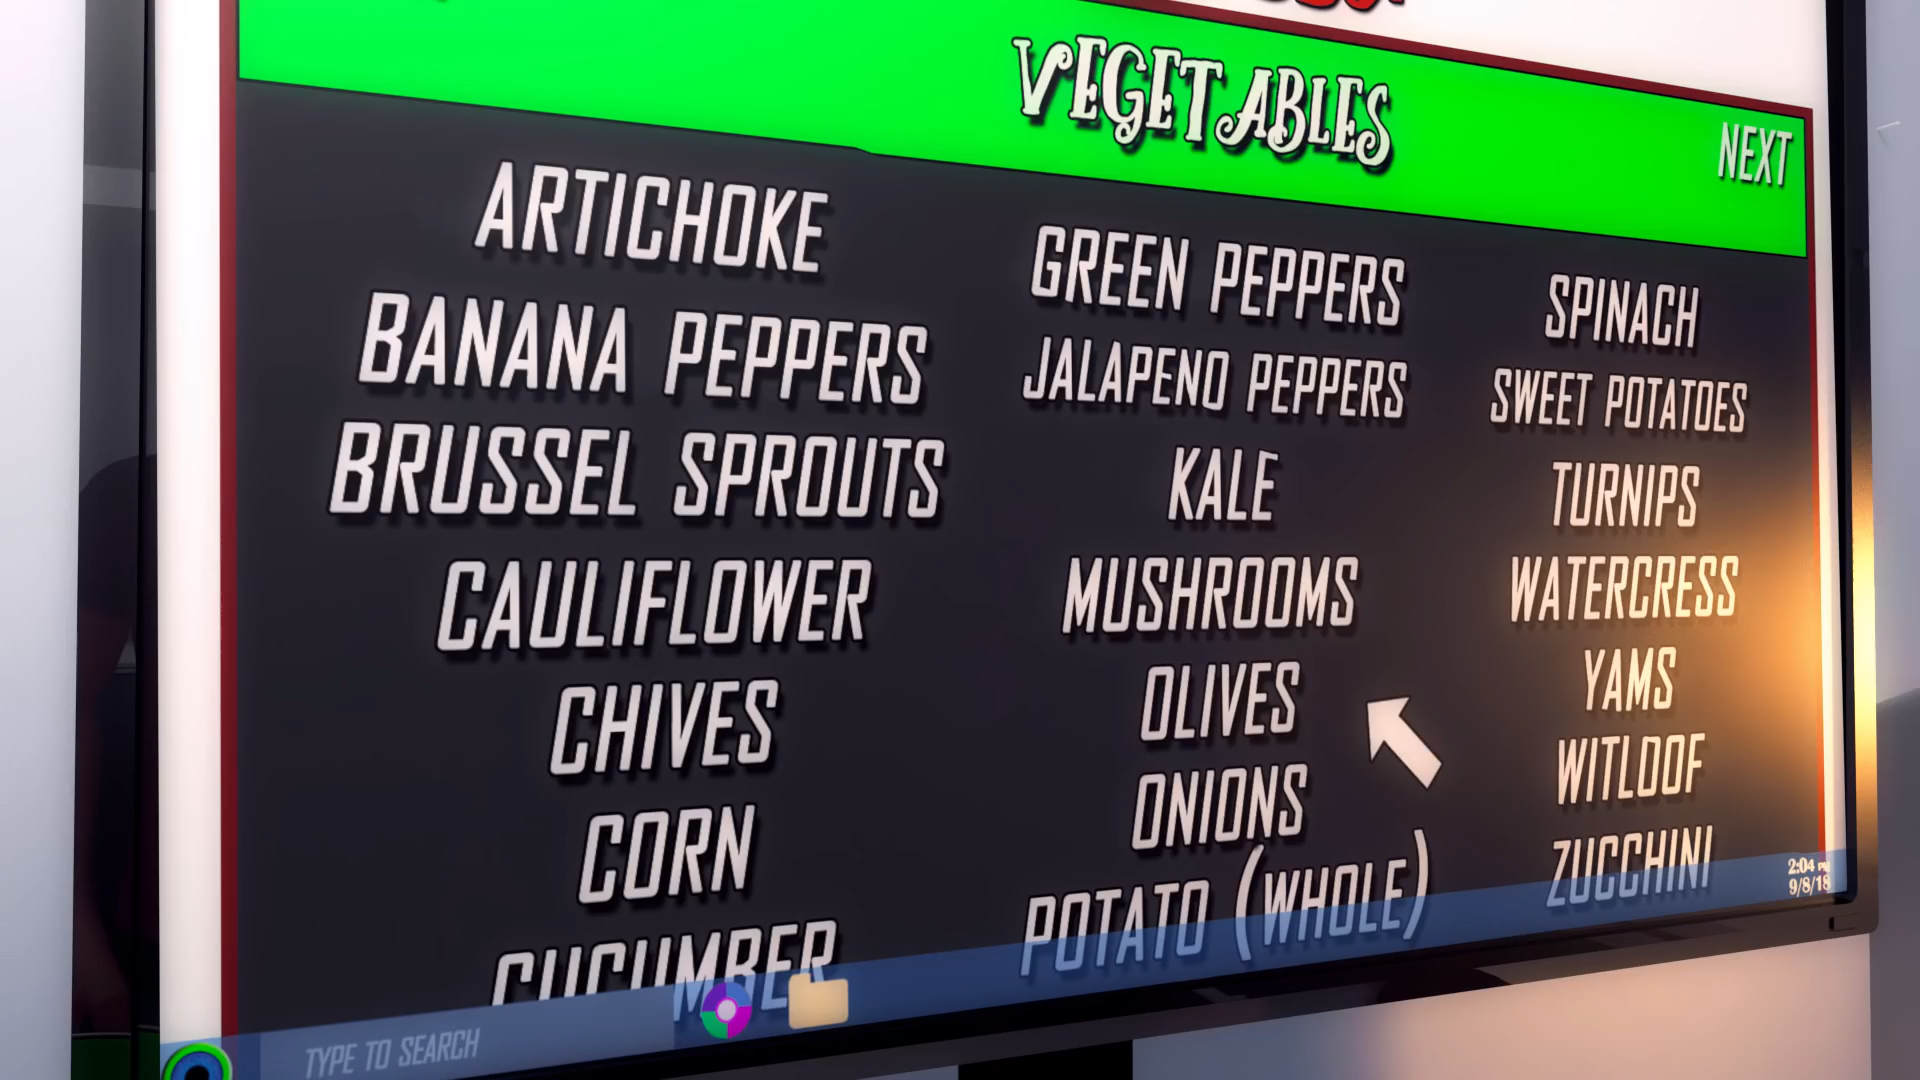 VEGETABLES
NEXT
ARTICHOKE
BANANA PEPPERS
BRUSSEL SPROUTS
CAULIFLOWER
CHIVES
CORN
CUCUMBER
GREEN PEPPERS
JALAPENO PEPPERS
KALE
MUSHROOMS
OLIVES
ONIONS
POTATO (WHOLE)
SPINACH
SWEET POTATOES
TURNIPS
WATERCRESS
YAMS
WITLOOF
ZUCCHINI
TYPE TO SEARCH
2:04 PM
9/8/18